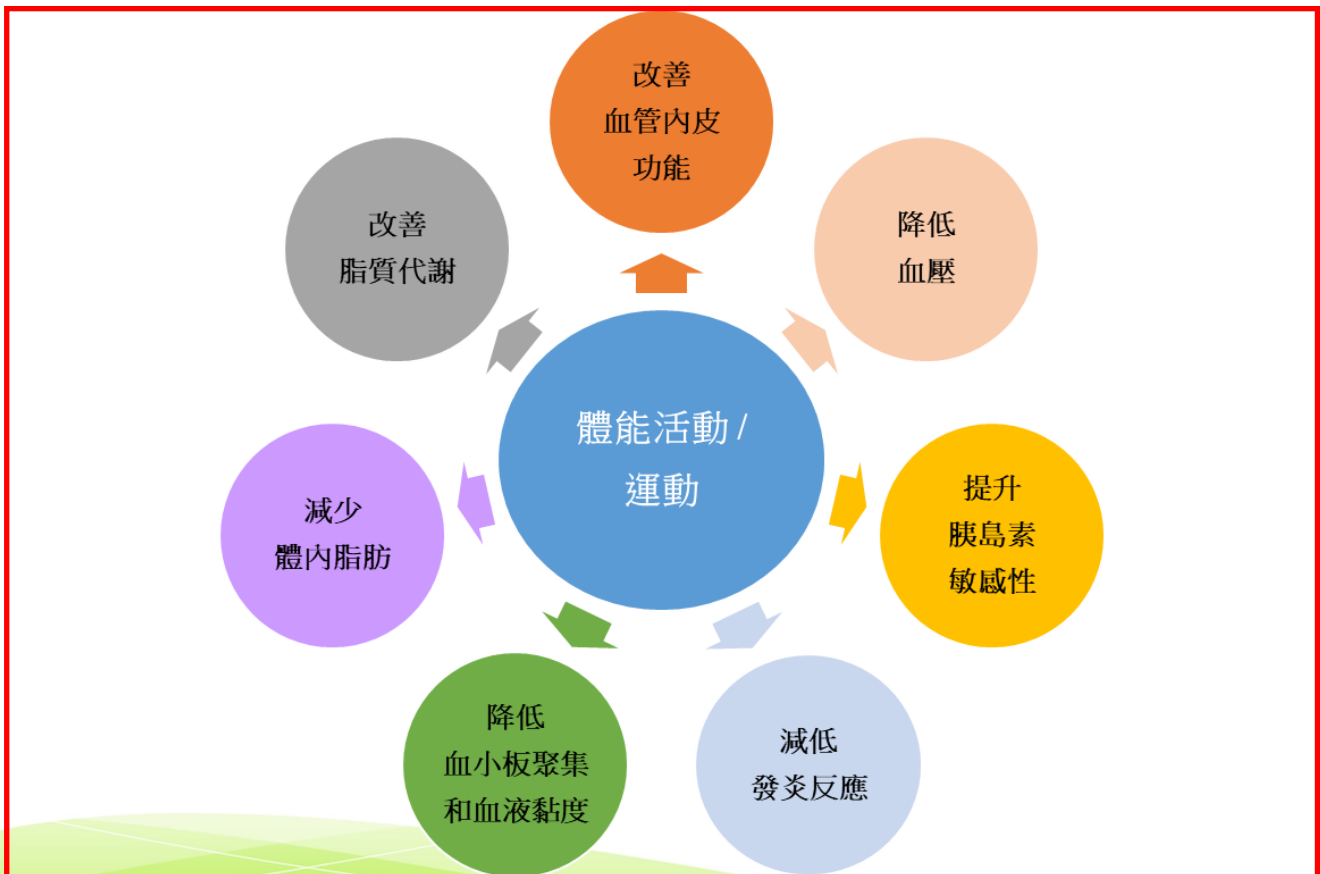 改善
血管內皮
功能
降低
血壓
提升
胰島素
敏感性
減低
發炎反應
降低
血小板聚集
和血液黏度
減少
體內脂肪
改善
脂質代謝
體能活動 /
運動